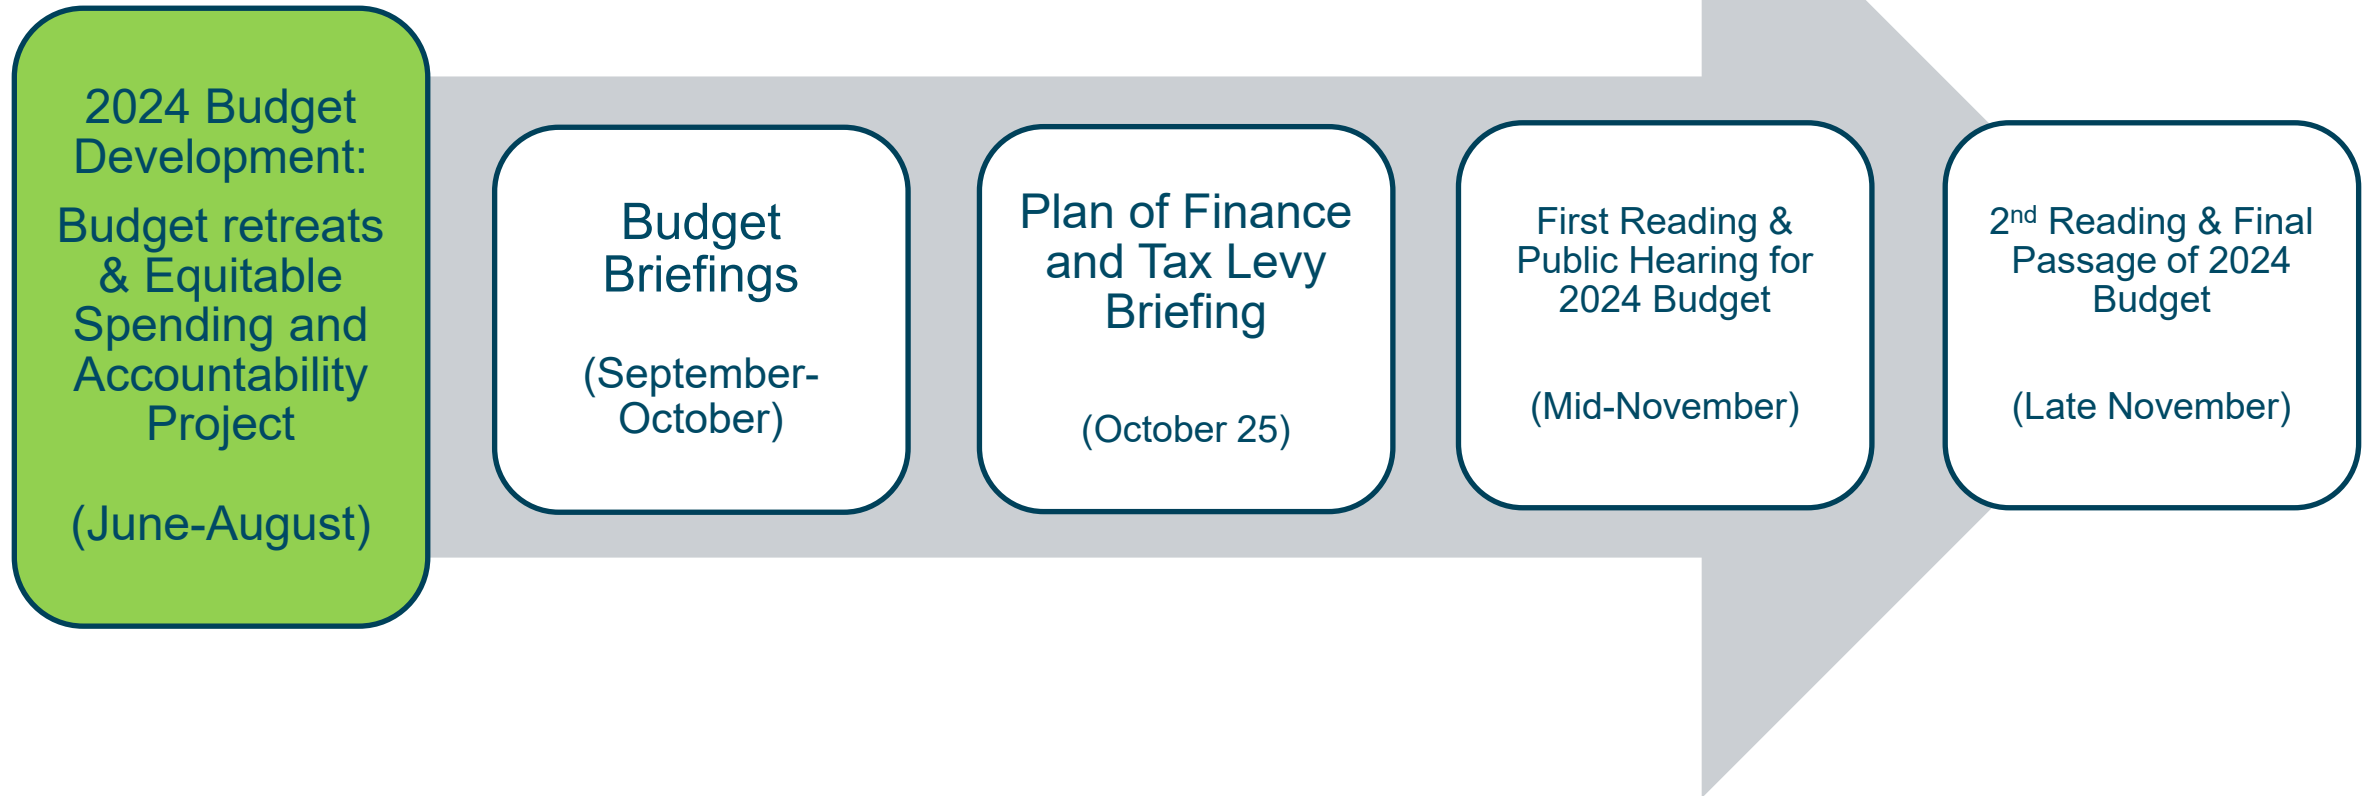 2024 Budget
Development:
Budget retreats
& Equitable
Spending and
Accountability
Project
(June-August)
Budget
Briefings
(September-
October)
Plan of Finance
and Tax Levy
Briefing
(October 25)
First Reading &
Public Hearing for
2024 Budget
(Mid-November)
2nd Reading & Final
Passage of 2024
Budget
(Late November)